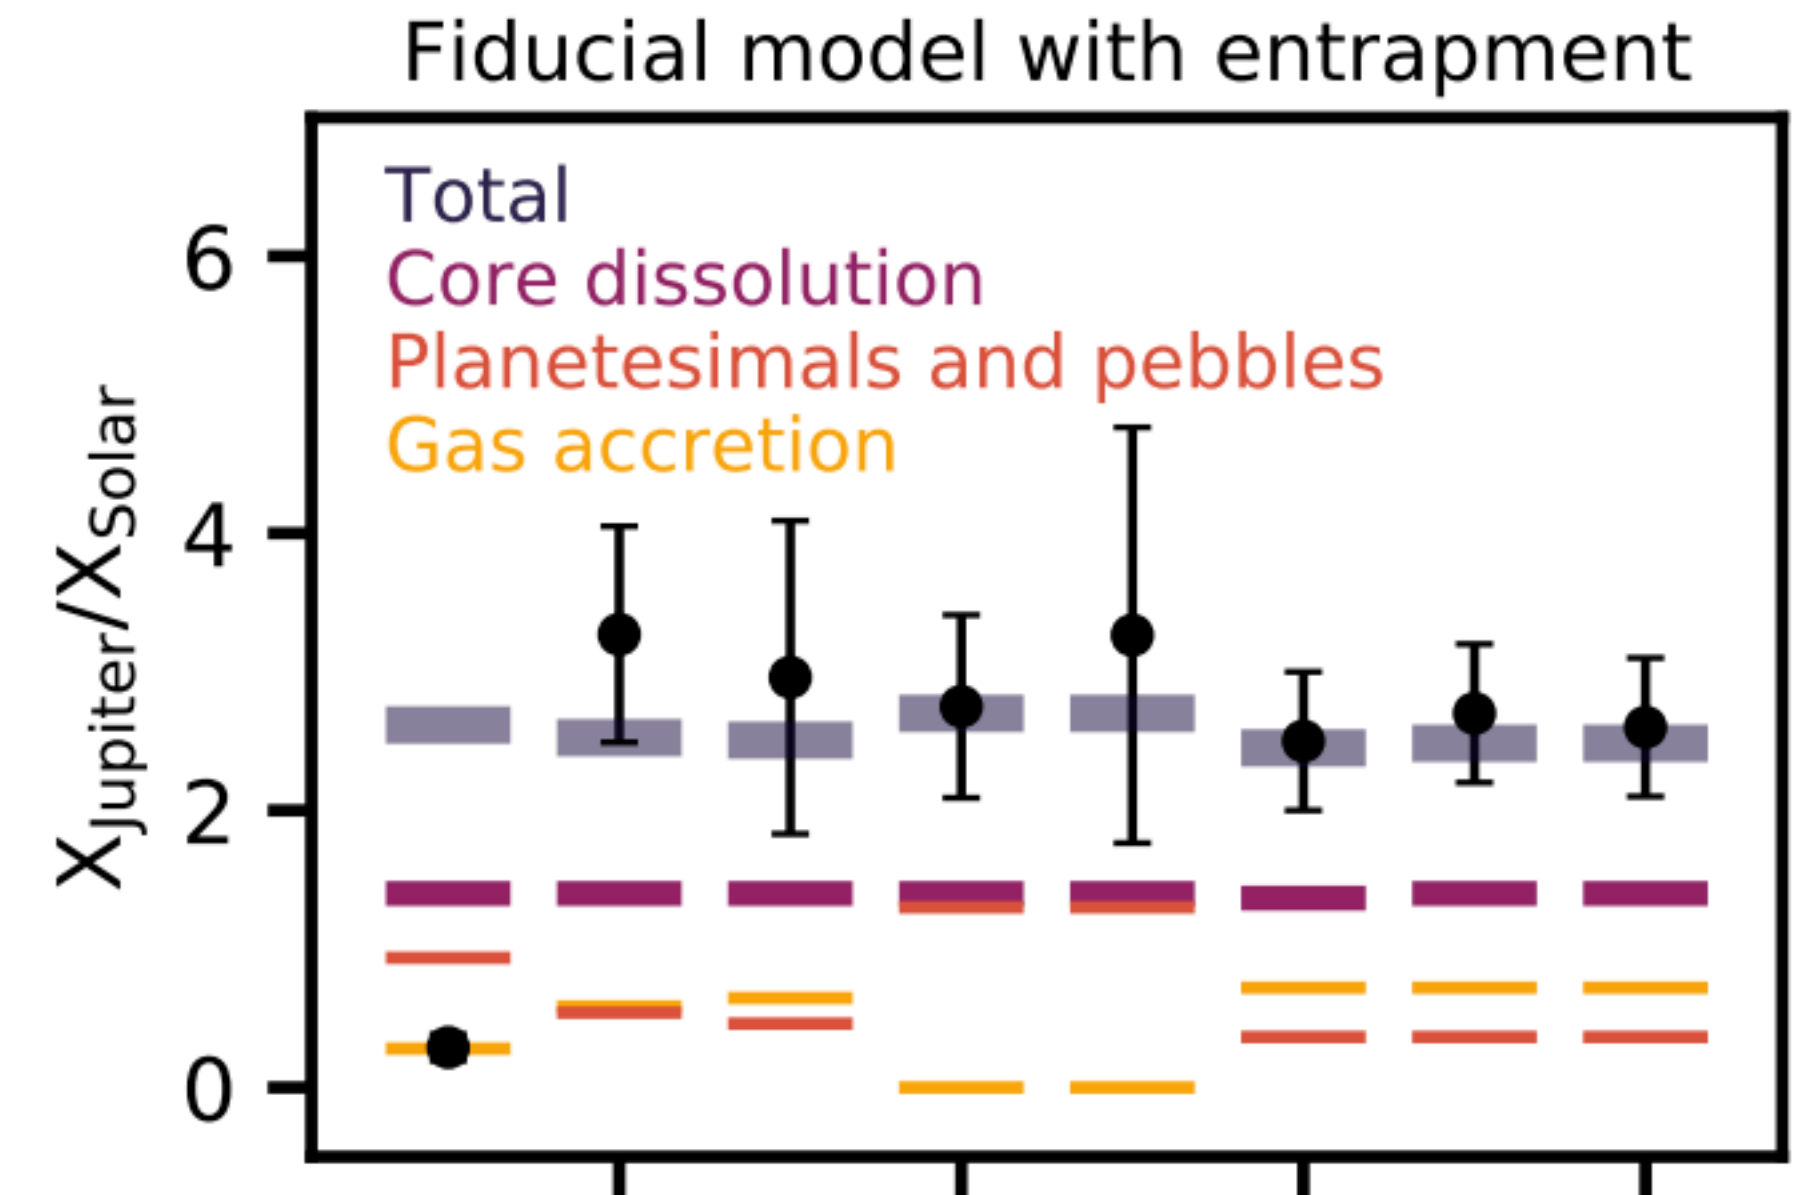 Fiducial model with entrapment
Total
Core dissolution
Planetesimals and pebbles
Gas accretion
6
4
2
0
XJupiter/XSolar